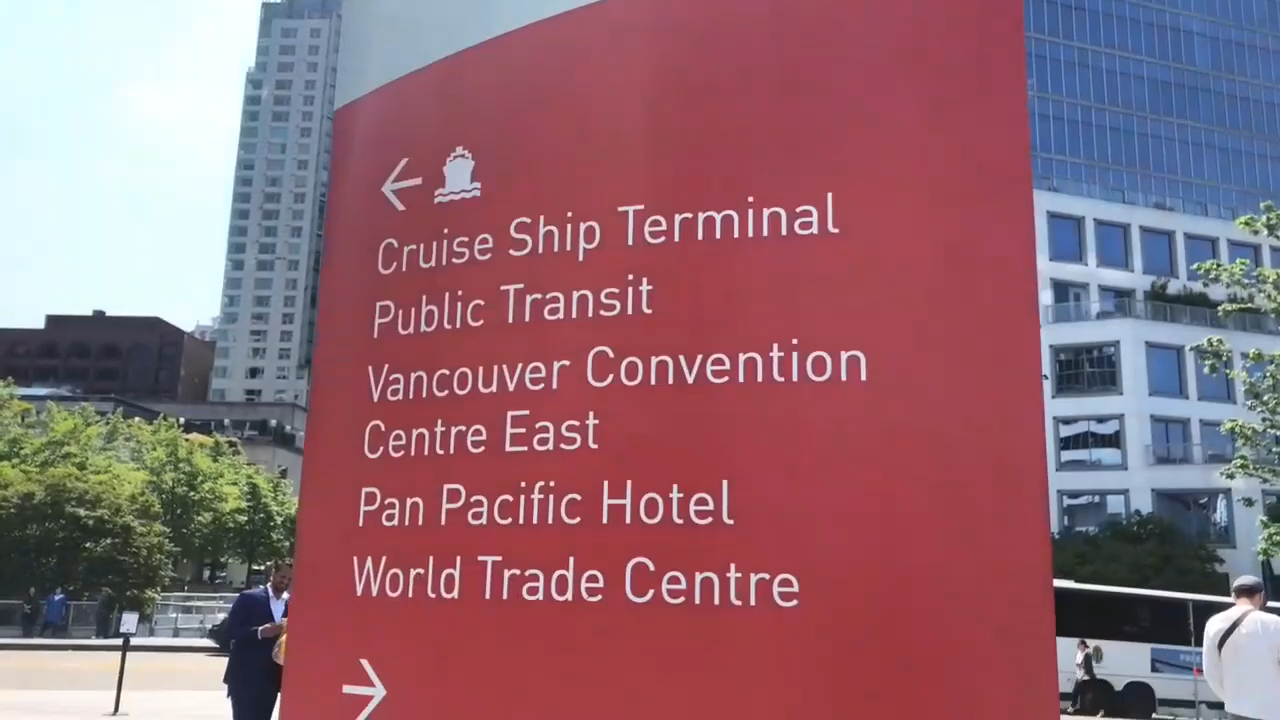 Cruise Ship Terminal
Public Transit
Vancouver Convention
Centre East
Pan Pacific Hotel
World Trade Centre